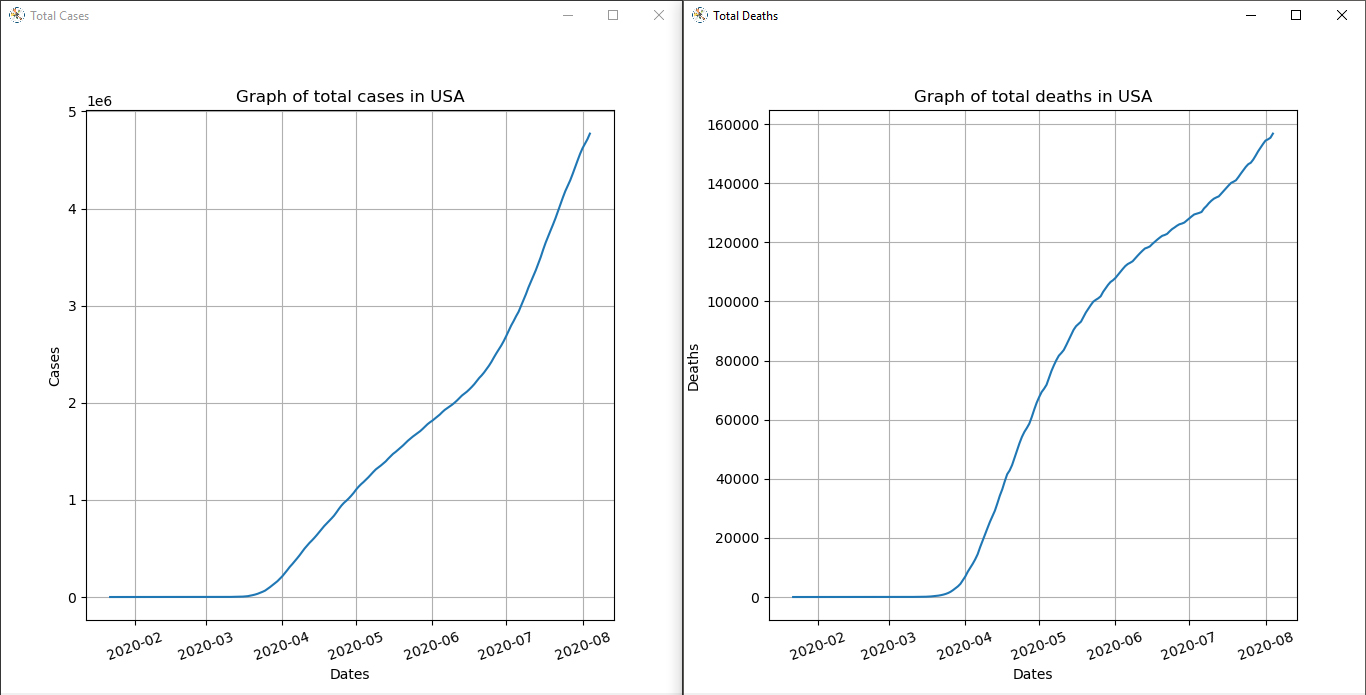 Total Cases
Graph of total cases in USA
1e6
5
4
3
2
1
0
Cases
2020-02 2020-03 2020-04 2020-05 2020-06 2020-07 2020-08
Dates
Total Deaths
Graph of total deaths in USA
160000
140000
120000
100000
80000
60000
40000
20000
0
Deaths
2020-02 2020-03 2020-04 2020-05 2020-06 2020-07 2020-08
Dates